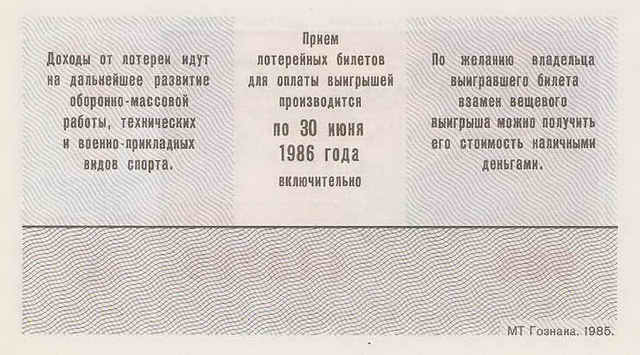 Доходы от лотереи идут
на дальнейшее развитие
оборонно-массовой
работы, технических
и военно-прикладных
видов спорта.
Прием
лотерейных билетов
для оплаты выигрышей
производится
по 30 июня
1986 года
включительно
По желанию владельца
выигравшего билета
взамен вещевого
выигрыша можно получить
его стоимость наличными
деньгами.
МТ Гознака. 1985.